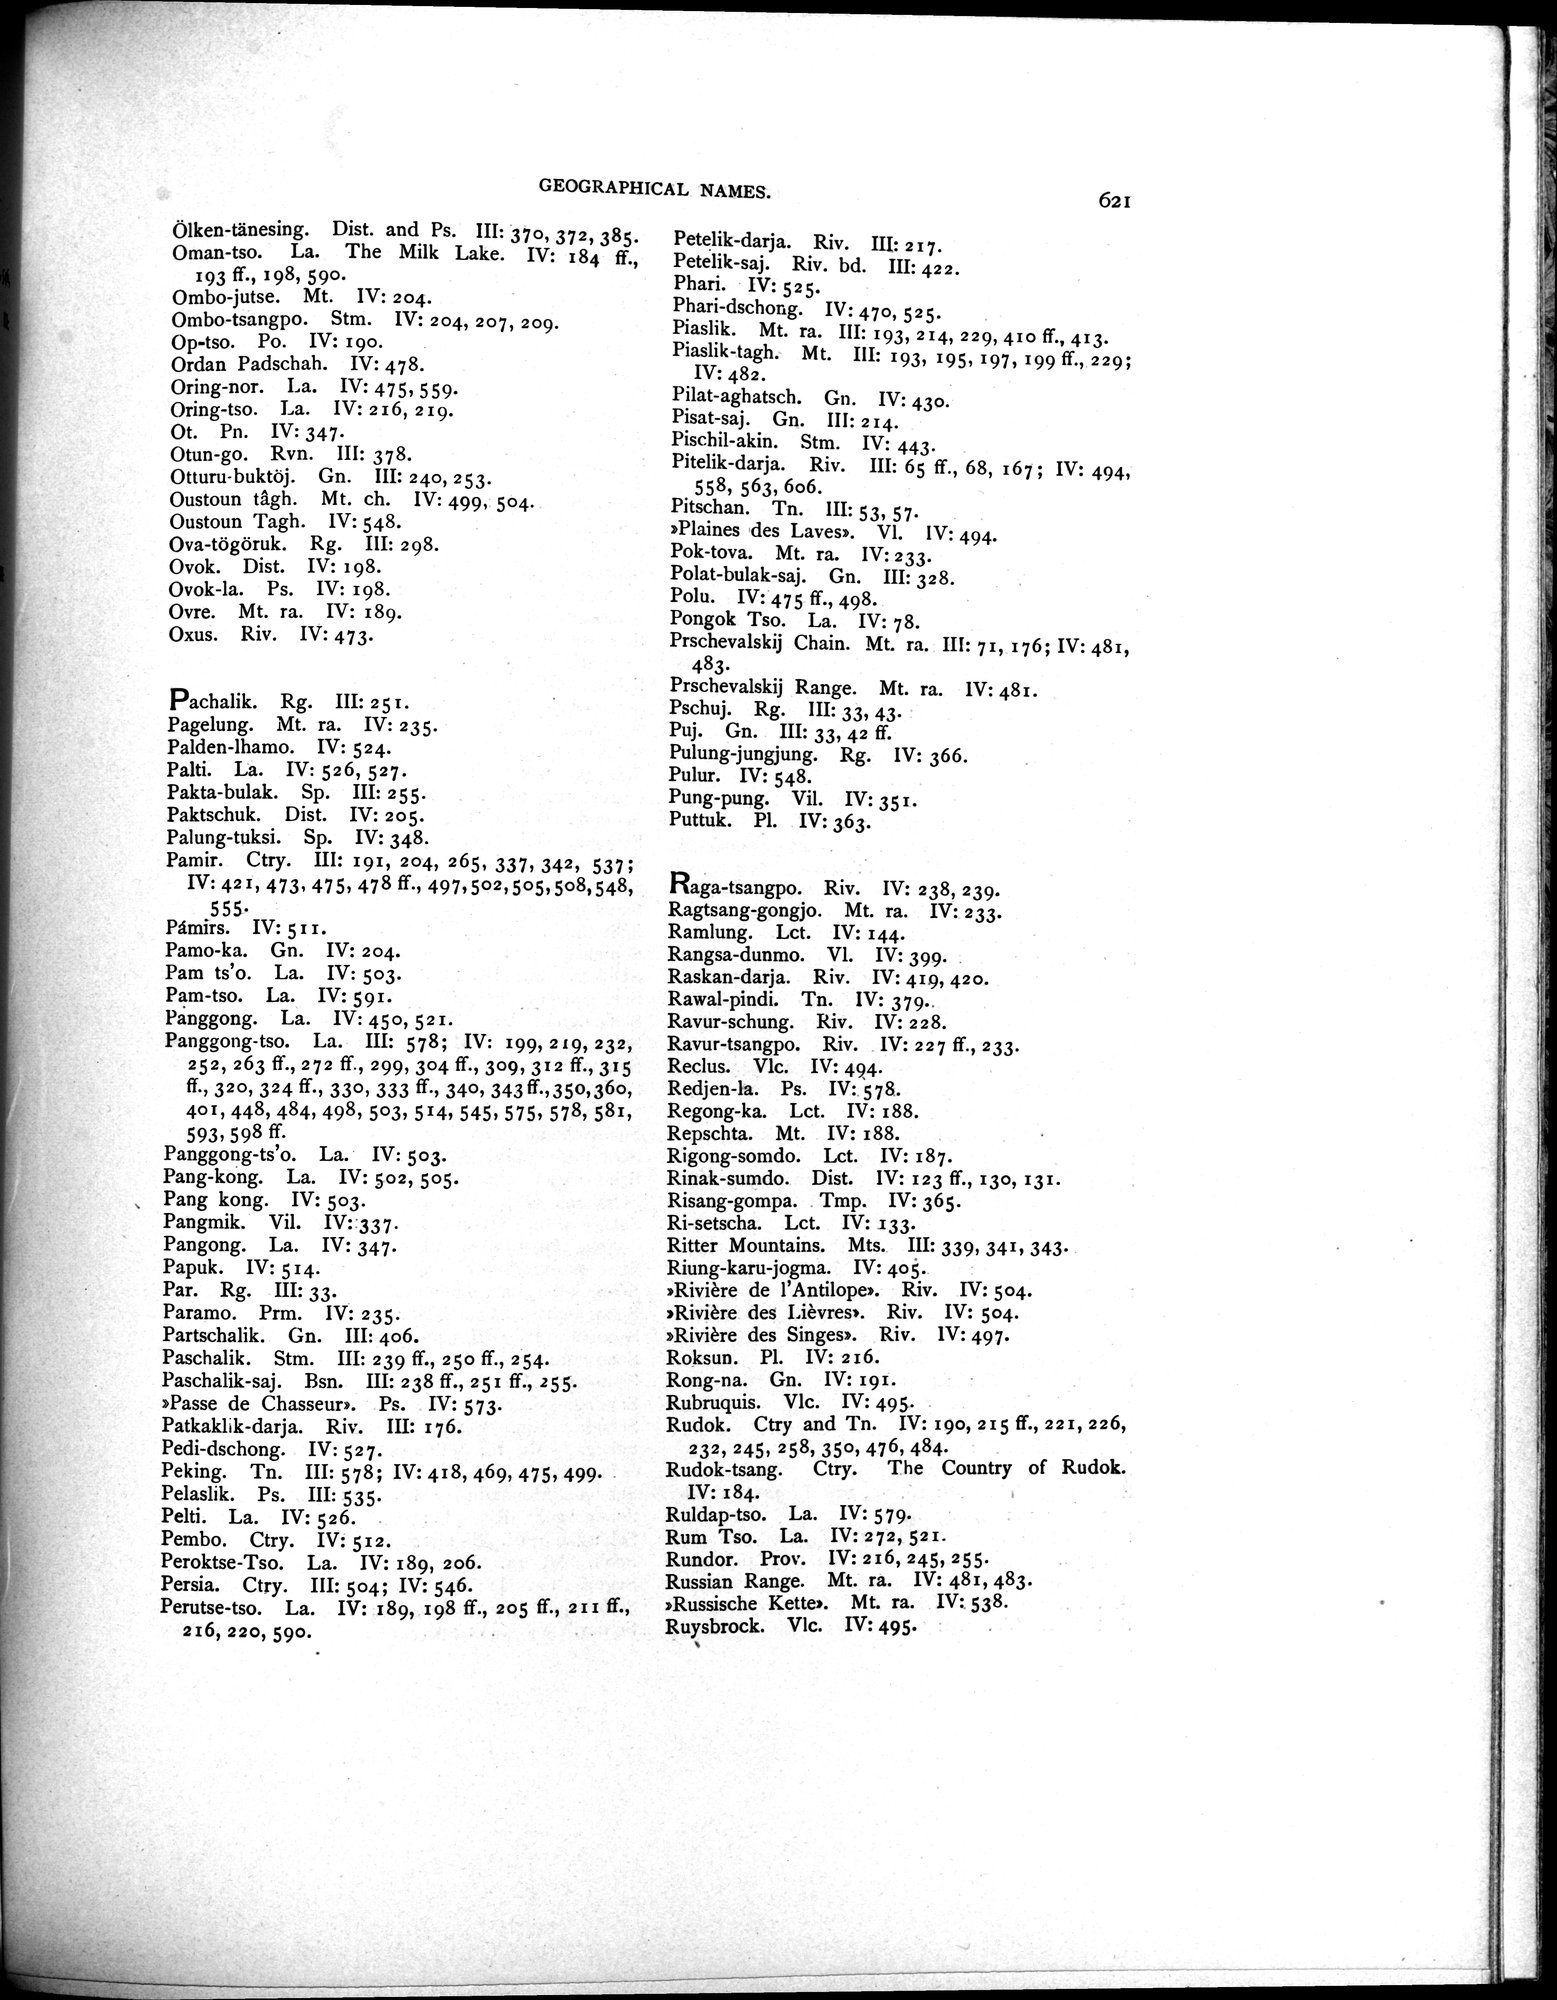 GEOGRAPHICAL NAMES.
621
Ölken-tänesing. Dist. and Ps. III: 370, 372, 385.
Oman-tso. La. The Milk Lake. IV: 184 ff.,
193 ff., 198, 590.
Ombo-jutse. Mt. IV: 204.
Ombo-tsangpo. Stm. IV: 204, 207, 209.
Op-tso. Po. IV: 190.
Ordan Padschah. IV: 478.
Oring-nor. La. IV: 475, 559.
Oring-tso. La. IV: 216, 219.
Ot. Pn. IV: 347.
Otun-go. Rvn. III: 378.
Otturu-buktöj. Gn. III: 240, 253.
Oustoun tâgh. Mt. ch. IV: 499, 504.
Oustoun Tagh. IV: 548.
Ova-tögöruk. Rg. III: 298.
Ovok. Dist. IV: 198.
Ovok-la. Ps. IV: 198.
Ovre. Mt. ra. IV: 189.
Oxus. Riv. IV: 473.
Pachalik. Rg. III: 251.
Pagelung. Mt. ra. IV: 235.
Palden-lhamo. IV: 524.
Palti. La. IV: 526, 527.
Pakta-bulak. Sp. III: 255.
Paktschuk. Dist. IV: 205.
Palung-tuksi. Sp. IV: 348.
Pamir. Ctry. III: 191, 204, 265, 337, 342, 537;
IV: 421, 473, 475, 478 ff., 497, 502, 505, 508, 548,
555.
Pámirs. IV: 511.
Pamo-ka. Gn. IV: 204.
Pam ts'o. La. IV: 503.
Pam-tso. La. IV: 591.
Panggong. La. IV: 450, 521.
Panggong-tso. La. III: 578; IV: 199, 219, 232,
252, 263 ff., 272 ff., 299, 304 ff., 309, 312 ff., 315
ff., 320, 324 ff., 330, 333 ff., 340, 343 ff., 350, 360,
401, 448, 484, 498, 503, 514, 545, 575, 578, 581,
593, 598 ff.
Panggong-ts'o. La. IV: 503.
Pang-kong. La. IV: 502, 505.
Pang kong. IV: 503.
Pangmik. Vil. IV: 337.
Pangong. La. IV: 347.
Papuk. IV: 514.
Par. Rg. III: 33.
Paramo. Prm. IV: 235.
Partschalik. Gn. III: 406.
Paschalik. Stm. III: 239 ff., 250 ff., 254.
Paschalik-saj. Bsn. III: 238 ff., 251 ff., 255.
»Passe de Chasseur». Ps. IV: 573.
Patkaklik-darja. Riv. III: 176.
Pedi-dschong. IV: 527.
Peking. Tn. III: 578; IV: 418, 469, 475, 499.
Pelaslik. Ps. III: 535.
Pelti. La. IV: 526.
Pembo. Ctry. IV: 512.
Peroktse-Tso. La. IV: 189, 206.
Persia. Ctry. III: 504; IV: 546.
Perutse-tso. La. IV: 189, 198 ff., 205 ff., 211 ff.,
216, 220, 590.
Petelik-darja. Riv. III: 217.
Petelik-saj. Riv. bd. III: 422.
Phari. IV: 525.
Phari-dschong. IV: 470, 525.
Piaslik. Mt. ra. III: 193, 214, 229, 410 ff., 413.
Piaslik-tagh. Mt. III: 193, 195, 197, 199 ff., 229;
IV: 482.
Pilat-aghatsch. Gn. IV: 430.
Pisat-saj. Gn. III: 214.
Pischil-akin. Stm. IV: 443.
Pitelik-darja. Riv. III: 65 ff., 68, 167; IV: 494,
558, 563, 606.
Pitschan. Tn. III: 53, 57.
»Plaines des Laves». Vl. IV: 494.
Pok-tova. Mt. ra. IV: 233.
Polat-bulak-saj. Gn. III: 328.
Polu. IV: 475 ff., 498.
Pongok Tso. La. IV: 78.
Prschevalskij Chain. Mt. ra. III: 71, 176; IV: 481,
483.
Prschevalskij Range. Mt. ra. IV: 481.
Pschuj. Rg. III: 33, 43.
Puj. Gn. III: 33, 42 ff.
Pulung-jungjung. Rg. IV: 366.
Pulur. IV: 548.
Pung-pung. Vil. IV: 351.
Puttuk. Pl. IV: 363.
Raga-tsangpo. Riv. IV: 238, 239.
Ragtsang-gongjo. Mt. ra. IV: 233.
Ramlung. Lct. IV: 144.
Rangsa-dunmo. Vl. IV: 399.
Raskan-darja. Riv. IV: 419, 420.
Rawal-pindi. Tn. IV: 379.
Ravur-schung. Riv. IV: 228.
Ravur-tsangpo. Riv. IV: 227 ff., 233.
Reclus. Vlc. IV: 494.
Redjen-la. Ps. IV: 578.
Regong-ka. Lct. IV: 188.
Repschta. Mt. IV: 188.
Rigong-somdo. Lct. IV: 187.
Rinak-sumdo. Dist. IV: 123 ff., 130, 131.
Risang-gompa. Tmp. IV: 365.
Ri-setscha. Lct. IV: 133.
Ritter Mountains. Mts. III: 339, 341, 343.
Riung-karu-jogma. IV: 405.
»Rivière de l'Antilope». Riv. IV: 504.
»Rivière des Lièvres». Riv. IV: 504.
»Rivière des Singes». Riv. IV: 497.
Roksun. Pl. IV: 216.
Rong-na. Gn. IV: 191.
Rubruquis. Vlc. IV: 495.
Rudok. Ctry and Tn. IV: 190, 215 ff., 221, 226,
232, 245, 258, 350, 476, 484.
Rudok-tsang. Ctry. The Country of Rudok.
IV: 184.
Ruldap-tso. La. IV: 579.
Rum Tso. La. IV: 272, 521.
Rundor. Prov. IV: 216, 245, 255.
Russian Range. Mt. ra. IV: 481, 483.
»Russische Kette». Mt. ra. IV: 538.
Ruysbrock. Vlc. IV: 495.